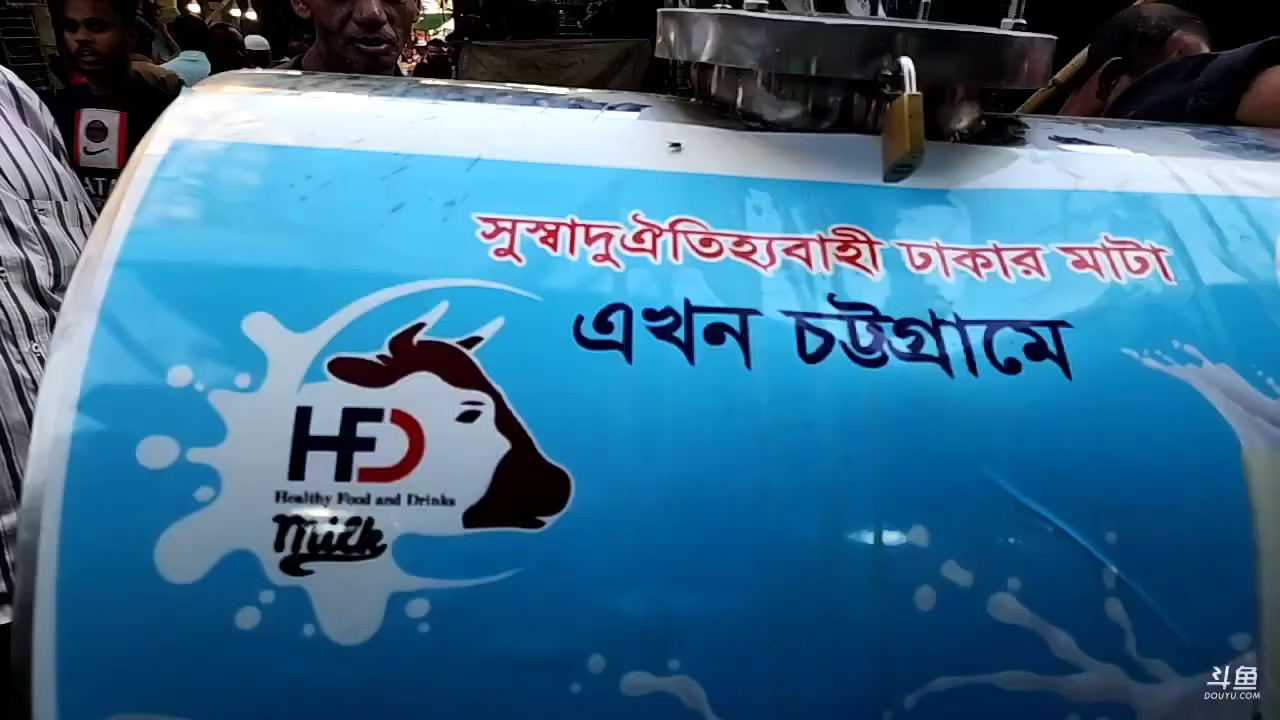 সুস্বাদু ঐতিহ্যবাহী ঢাকার মাটা
এখন চট্টগ্রামে
HFD
Healthy Food and Drinks
Milk
斗鱼
DOUYU.COM